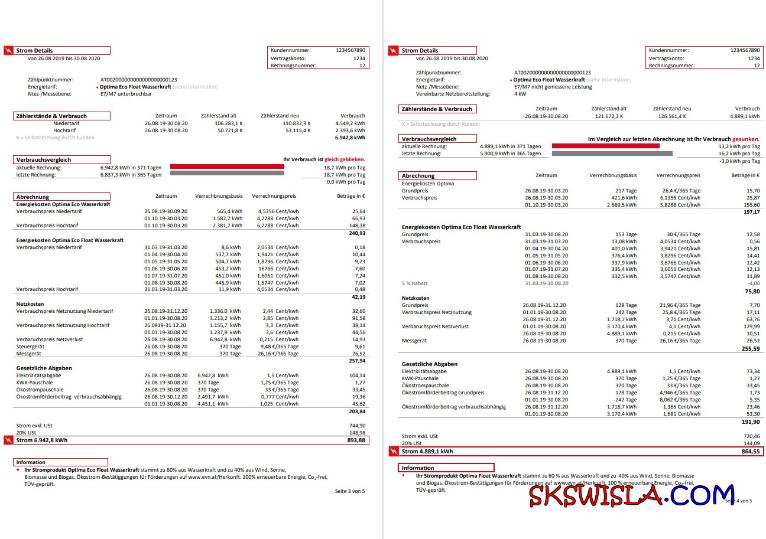 Strom Details
von 26.08.2019 bis 30.08.2020
Kundennummer: 1234567890
Vertragskonto: 1234
Rechnungsnummer: 12
Zählpunktnummer: AT0020000000000000000000123
Energietarif: • Optima Eco Float Wasserkraft (siehe Information)
Netz-/Messebene: E7/M7 unterbrechbar
Zählerstände & Verbrauch Zeitraum Zählerstand alt Zählerstand neu Verbrauch
Niedertarif 26.08.19-30.08.20 106.283,1 K 110.832,3 K 4.549,2 kWh
Hochtarif 26.08.19-30.08.20 50.721,8 K 53.115,4 K 2.393,6 kWh
K = Selbstablesung durch Kunden 6.942,8 kWh
Verbrauchsvergleich
Ihr Verbrauch ist gleich geblieben.
aktuelle Rechnung: 6.942,8 kWh in 371 Tagen 18,7 kWh pro Tag
letzte Rechnung: 6.837,3 kWh in 365 Tagen 18,7 kWh pro Tag
0,0 kWh pro Tag
Abrechnung Zeitraum Verrechnungsbasis Verrechnungspreis Beträge in €
Energiekosten Optima Eco Wasserkraft
Verbrauchspreis Niedertarif 26.08.19-30.09.20 565,4 kWh 4,5356 Cent/kwh 25,64
01.10.19-30.03.20 1.582,7 kWh 4,2288 Cent/kwh 66,93
Verbrauchspreis Hochtarif 01.10.19-30.03.20 2.381,7 kWh 6,2288 Cent/kwh 148,38
240,93
Energiekosten Optima Eco Float Wasserkraft
Verbrauchspreis Niedertarif 31.03.19-31.03.20 8,6 kWh 2,0534 Cent/kwh 0,18
01.04.19-30.04.20 537,7 kWh 1,9424 Cent/kwh 10,44
01.05.19-31.05.20 504,7 kWh 1,8296 Cent/kwh 9,23
01.06.19-30.06.20 453,2 kWh 16766 Cent/kwh 7,60
01.07.19-31.07.20 451,0 kWh 1,6051 Cent/kwh 7,24
01.08.19-30.08.20 445,9 kWh 1,5747 Cent/kwh 7,02
Verbrauchspreis Hochtarif 31.03.19-31.03.20 11,9 kWh 4,0534 Cent/kwh 0,48
42,19
Netzkosten
Verbrauchspreis Netznutzung Niedertarif 26.08.19-31.12.20 1.336,0 kWh 2,44 Cent/kwh 32,60
01.01.19-30.08.20 3.213,2 kWh 2,85 Cent/kwh 91,58
Verbrauchspreis Netznutzung Hochtarif 26.0819-31.12.20 1.155,7 kWh 3,3 Cent/kwh 38,14
01.01.19-30.08.20 1.237,9 kWh 3,6 Cent/kwh 44,56
Verbrauchspreis Netzverlust 26.08.19-30.08.20 6.942,8 kWh 0,215 Cent/kwh 14,93
Steuergerät 26.08.19-30.08.20 370 Tage 9,48 €/365 Tage 9,61
Messgerät 26.08.19-30.08.20 370 Tage 26,16 €/365 Tage 26,52
257,94
Gesetzliche Abgaben
Elektrizitätsabgabe 26.08.19-30.08.20 6.942,8 kWh 1,5 Cent/kwh 104,14
KWK-Pauschale 26.08.19-30.08.20 370 Tage 1,25 €/365 Tage 1,27
Ökostrompauschale 26.08.19-30.08.20 370 Tage 33 €/365 Tage 33,45
Ökostromförderbeitrag verbrauchsabhängig 26.08.19-30.12.20 2.491,7 kWh 0,777 Cent/kwh 19,36
01.01.19-30.08.20 4.451,1 kWh 1,025 Cent/kwh 45,62
203,84
Strom exkl. USt 744,90
20% USt 148,98
Strom 6.942,8 kWh 893,88
Information
• Ihr Stromprodukt Optima Eco Float Wasserkraft stammt zu 60% aus Wasserkraft und zu 40% aus Wind, Sonne,
Biomasse und Biogas. Ökostrom-Bestätiggungen für Förderungen auf www.evn.at/Herkunft. 100% erneuerbare Energie, Co₂-frei,
TÜV-geprüft.
Seite 3 von 5
Strom Details
von 26.08.2019 bis 30.08.2020
Kundennummer: 1234567890
Vertragskonto: 1234
Rechnungsnummer: 12
Zählpunktnummer: AT0020000000000000000000123
Energietarif: • Optima Eco Float Wasserkraft (siehe Information)
Netz-/Messebene: E7/M7 nicht gemessene Leistung
Vereinbarte Netzbereitstellung: 4 kW
Zählerstände & Verbrauch Zeitraum Zählerstand alt Zählerstand neu Verbrauch
26.08.19-30.08.20 121.672,3 K 126.561,4 K 4.889,1 kWh
K = Selbstablesung durch Kunden
Verbrauchsvergleich
Im Vergleich zur letzten Abrechnung ist Ihr Verbrauch gesunken.
aktuelle Rechnung: 4.889,1 kWh in 371 Tagen 13,2 kWh pro Tag
letzte Rechnung: 5.900,9 kWh in 365 Tagen 16,2 kWh pro Tag
-3,0 kWh pro Tag
Abrechnung Zeitraum Verrechnungsbasis Verrechnungspreis Beträge in €
Energiekosten Optima
Grundpreis 26.08.19-30.03.20 217 Tage 26,4 €/365 Tage 15,70
Verbrauchspreis 26.08.19-30.09.20 421,6 kWh 6,1356 Cent/kwh 25,87
01.10.19-30.03.20 2.669,5 kWh 5,8288 Cent/kwh 155,60
197,17
Energiekosten Optima Eco Float Wasserkraft
Grundpreis 31.03.19-30.08.20 153 Tage 30 €/365 Tage 12,58
Verbrauchspreis 31.03.19-31.03.20 13,08 kWh 4,0534 Cent/kwh 0,56
01.04.19-30.04.20 401,0 kWh 3,9424 Cent/kwh 15,81
01.05.19-31.05.20 376,4 kWh 3,8296 Cent/kwh 14,41
01.06.19-30.06.20 337,9 kWh 3,6766 Cent/kwh 12,42
01.07.19-31.07.20 336,4 kWh 3,6051 Cent/kwh 12,13
01.08.19-30.08.20 332,5 kWh 3,5747 Cent/kwh 11,89
5 % Rabatt 31.03.19-30.08.20 -4,00
75,80
Netzkosten
Grundpreis 26.08.19-31.12.20 128 Tage 21,96 €/365 Tage 7,70
Verbrauchspreis Netznutzung 01.01.19-30.08.20 242 Tage 25,8 €/365 Tage 17,11
26.08.19-31.12.20 1.718,7 kWh 3,71 Cent/kwh 63,76
Verbrauchspreis Netzverlust 01.01.19-30.08.20 3.170,4 kWh 4,1 Cent/kwh 129,99
26.08.19-30.08.20 4.889,1 kWh 0,215 Cent/kwh 10,51
Messgerät 26.08.19-30.08.20 370 Tage 26,16 €/365 Tage 26,52
255,59
Gesetzliche Abgaben
Elektrizitätsabgabe 26.08.19-30.08.20 4.889,1 kWh 1,5 Cent/kwh 73,34
KWK-Pauschale 26.08.19-30.08.20 370 Tage 1,25 €/365 Tage 1,27
Ökostrompauschale 26.08.19-30.08.20 370 Tage 33 €/365 Tage 33,45
Ökostromförderbeitrag Grundpreis 26.08.19-31.12.20 128 Tage 4,946 €/365 Tage 1,73
01.01.19-30.08.20 242 Tage 8,062 €/365 Tage 5,35
Ökostromförderbeitrag verbrauchsabhängig 26.08.19-31.12.20 1.718,7 kWh 1,365 Cent/kwh 23,46
01.01.19-30.08.20 3.170,4 kWh 1,681 Cent/kwh 53,30
191,90
Strom exkl. USt 720,46
20% USt 144,09
Strom 4.889,1 kWh 864,55
Information
• Ihr Stromprodukt Optima Float Wasserkraft stammt zu 60 % aus Wasserkraft und zu 40% aus Wind, Sonne, Biomasse
und Biogas. Ökostrom-Bestätigungen für Förderungen auf www.evn.at/Herkunft. 100 % erneuerbare Energie, Co₂-frei,
TÜV-geprüft.
SKSWISLA.COM
Seite 4 von 5